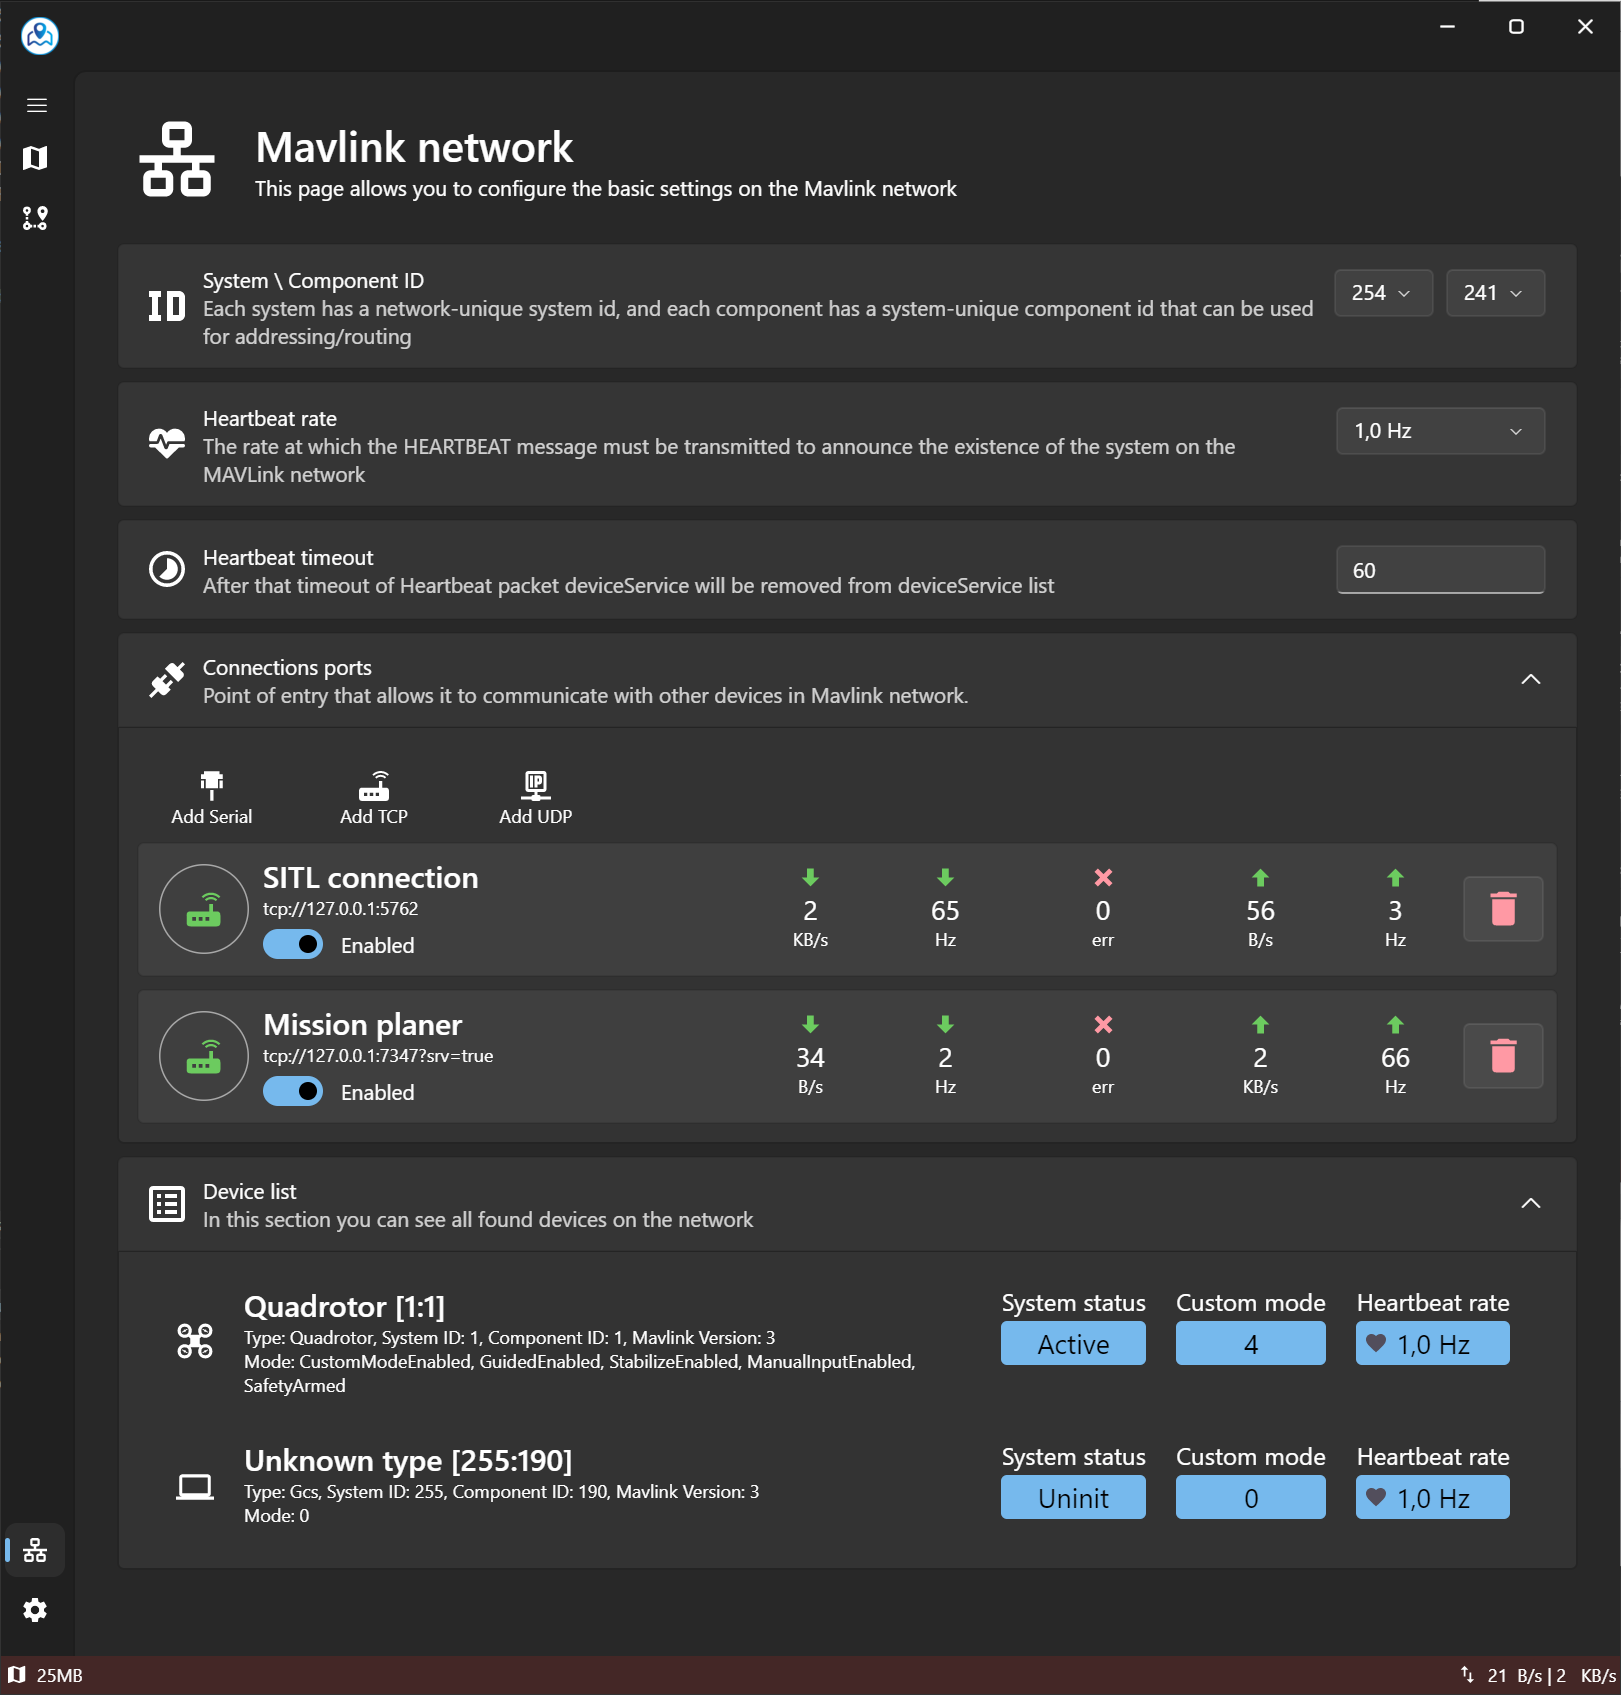 Mavlink network
This page allows you to configure the basic settings on the Mavlink network
ID
System \ Component ID
Each system has a network-unique system id, and each component has a system-unique component id that can be used
for addressing/routing
254
241
Heartbeat rate
The rate at which the HEARTBEAT message must be transmitted to announce the existence of the system on the
MAVLink network
1,0 Hz
Heartbeat timeout
After that timeout of Heartbeat packet deviceService will be removed from deviceService list
60
Connections ports
Point of entry that allows it to communicate with other devices in Mavlink network.
IP
Add Serial
Add TCP
Add UDP
SITL connection
tcp://127.0.0.1:5762
Enabled
2 65 0 56 3
KB/s Hz err B/s Hz
Mission planer
tcp://127.0.0.1:7347?srv=true
Enabled
34 2 0 2 66
B/s Hz err KB/s Hz
Device list
In this section you can see all found devices on the network
Quadrotor [1:1]
Type: Quadrotor, System ID: 1, Component ID: 1, Mavlink Version: 3
Mode: CustomModeEnabled, GuidedEnabled, StabilizeEnabled, ManualInputEnabled,
SafetyArmed
System status Custom mode Heartbeat rate
Active 4 1,0 Hz
Unknown type [255:190]
Type: Gcs, System ID: 255, Component ID: 190, Mavlink Version: 3
Mode: 0
System status Custom mode Heartbeat rate
Uninit 0 1,0 Hz
25MB
21 B/s | 2 KB/s